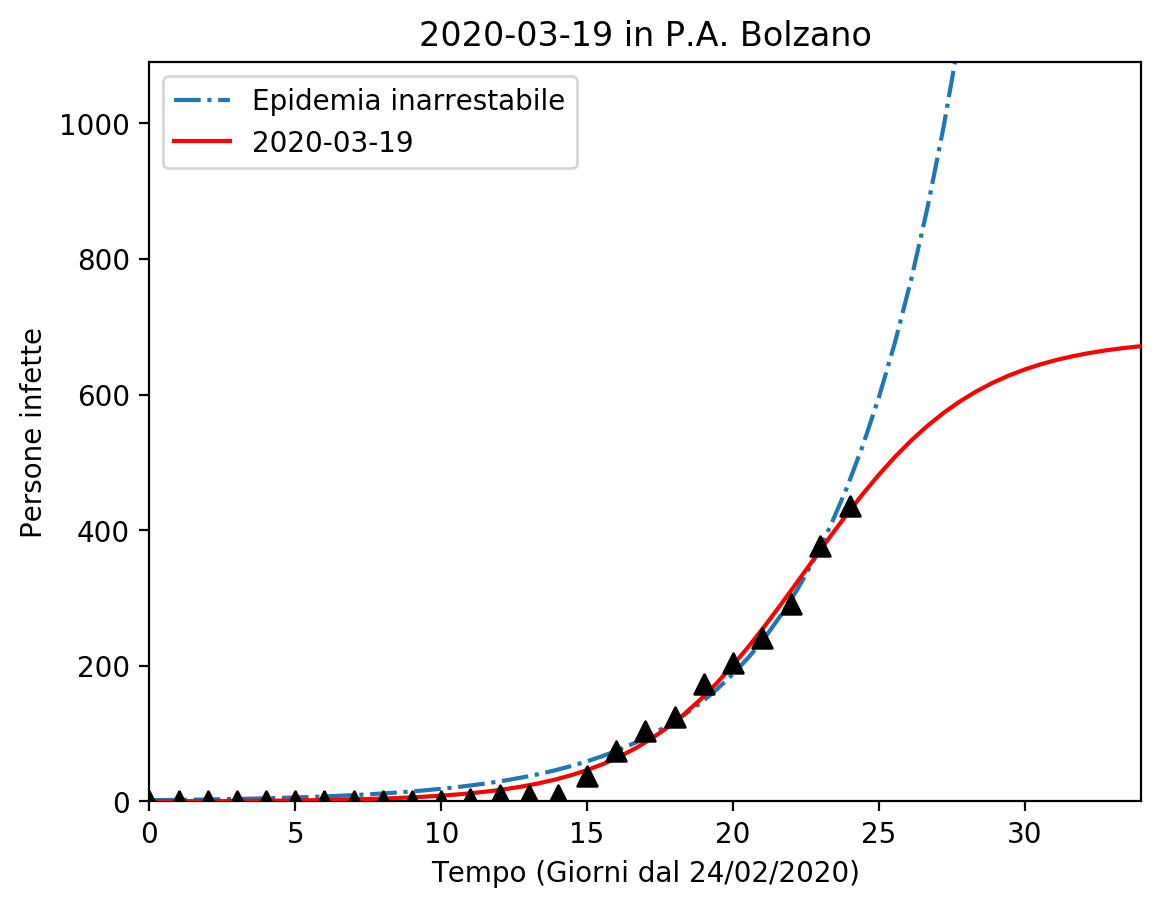 2020-03-19 in P.A. Bolzano
Epidemia inarrestabile
2020-03-19
1000
800
600
400
200
0
Persone infette
0 5 10 15 20 25 30
Tempo (Giorni dal 24/02/2020)